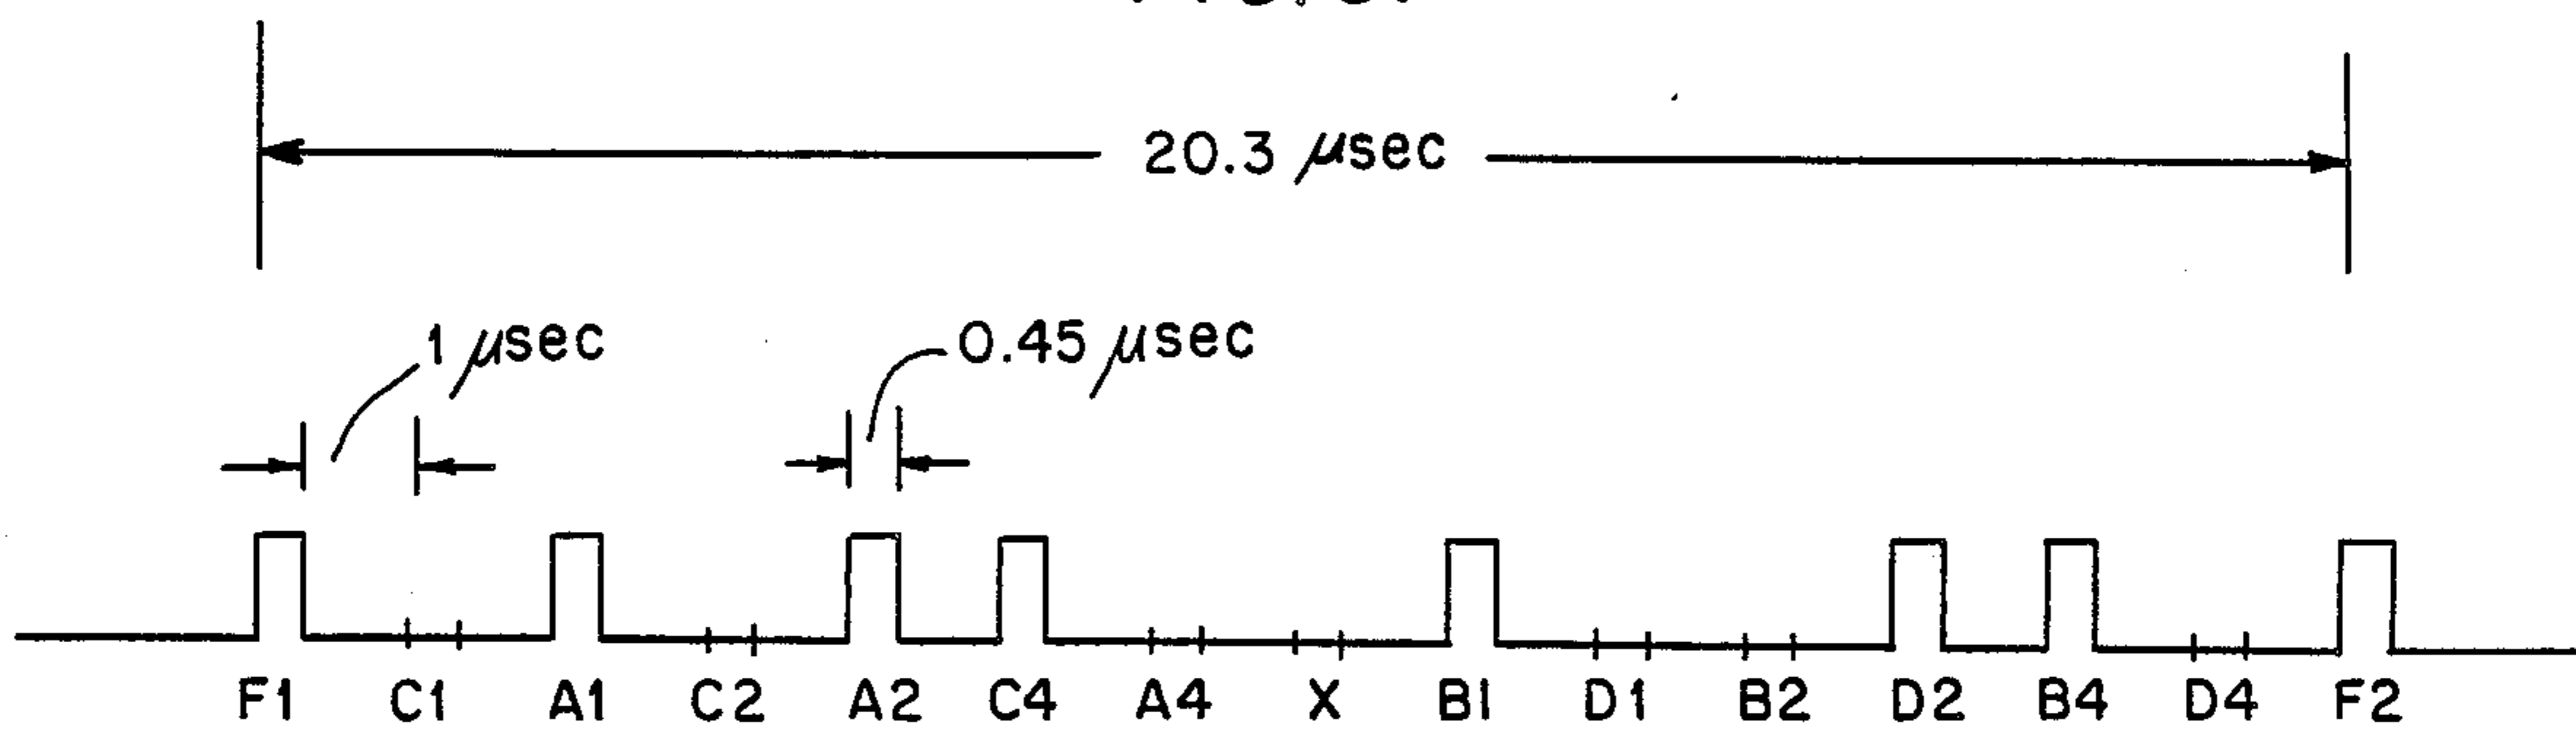 20.3 μsec
1 μsec
0.45 μsec
F1 C1 A1 C2 A2 C4 A4 X B1 D1 B2 D2 B4 D4 F2